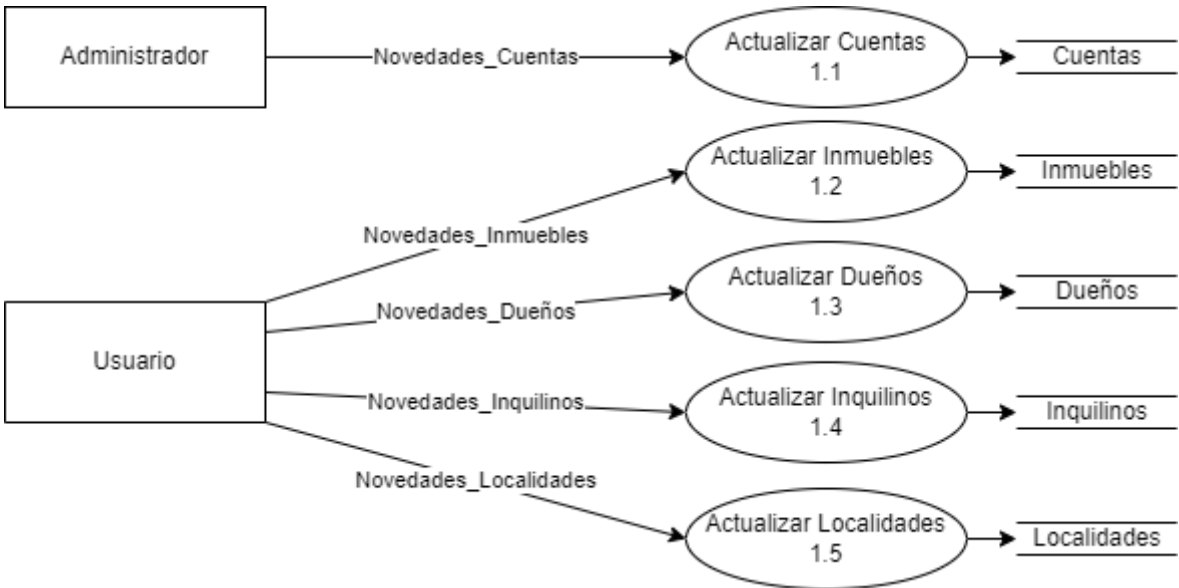 Administrador
Novedades_Cuentas
Actualizar Cuentas
1.1
Cuentas
Actualizar Inmuebles
1.2
Inmuebles
Novedades_Inmuebles
Actualizar Dueños
1.3
Dueños
Novedades_Dueños
Usuario
Novedades_Inquilinos
Actualizar Inquilinos
1.4
Inquilinos
Novedades_Localidades
Actualizar Localidades
1.5
Localidades